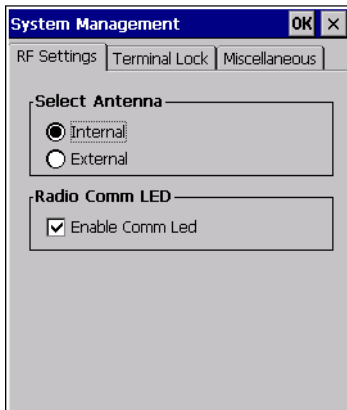 System Management OK ×
RF Settings Terminal Lock Miscellaneous
Select Antenna
Internal
External
Radio Comm LED
Enable Comm Led